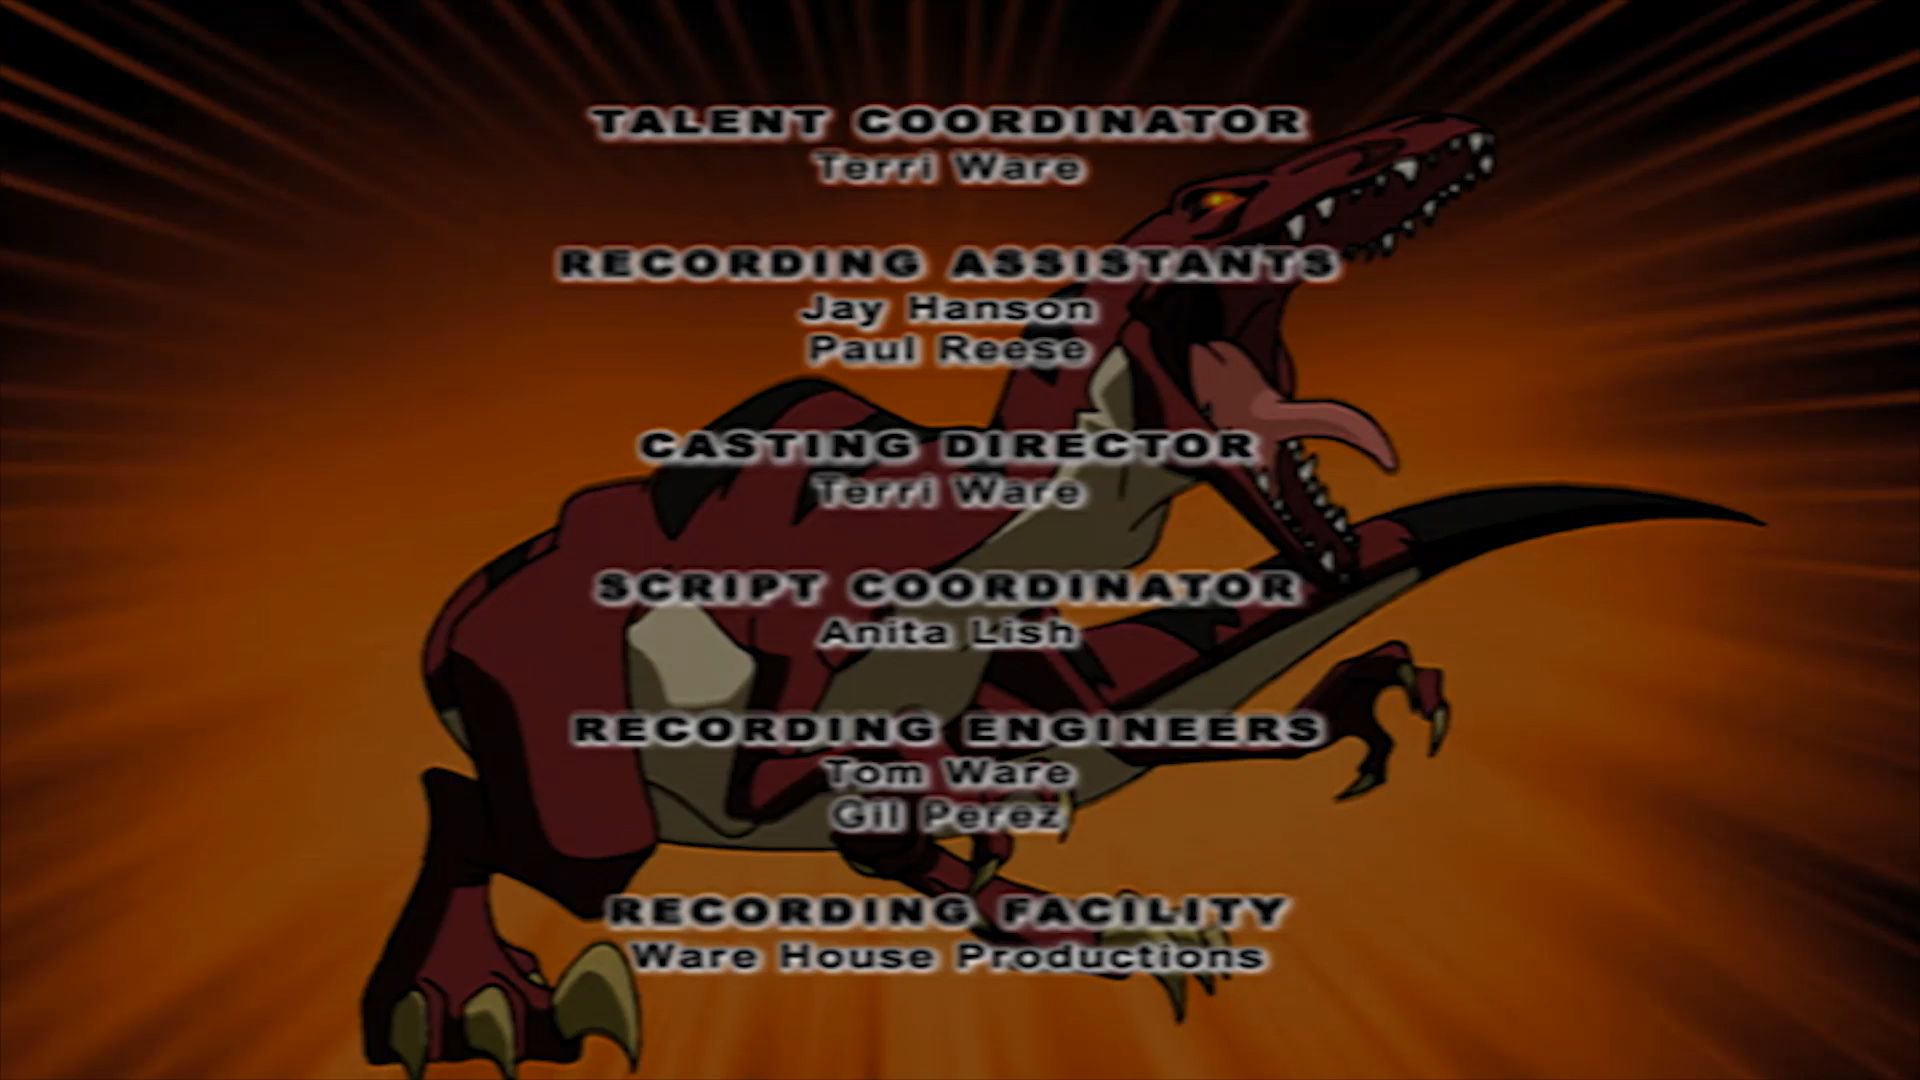 TALENT COORDINATOR
Terri Ware
RECORDING ASSISTANTS
Jay Hanson
Paul Reese
CASTING DIRECTOR
Terri Ware
SCRIPT COORDINATOR
Anita Lish
RECORDING ENGINEERS
Tom Ware
Gil Perez
RECORDING FACILITY
Ware House Productions